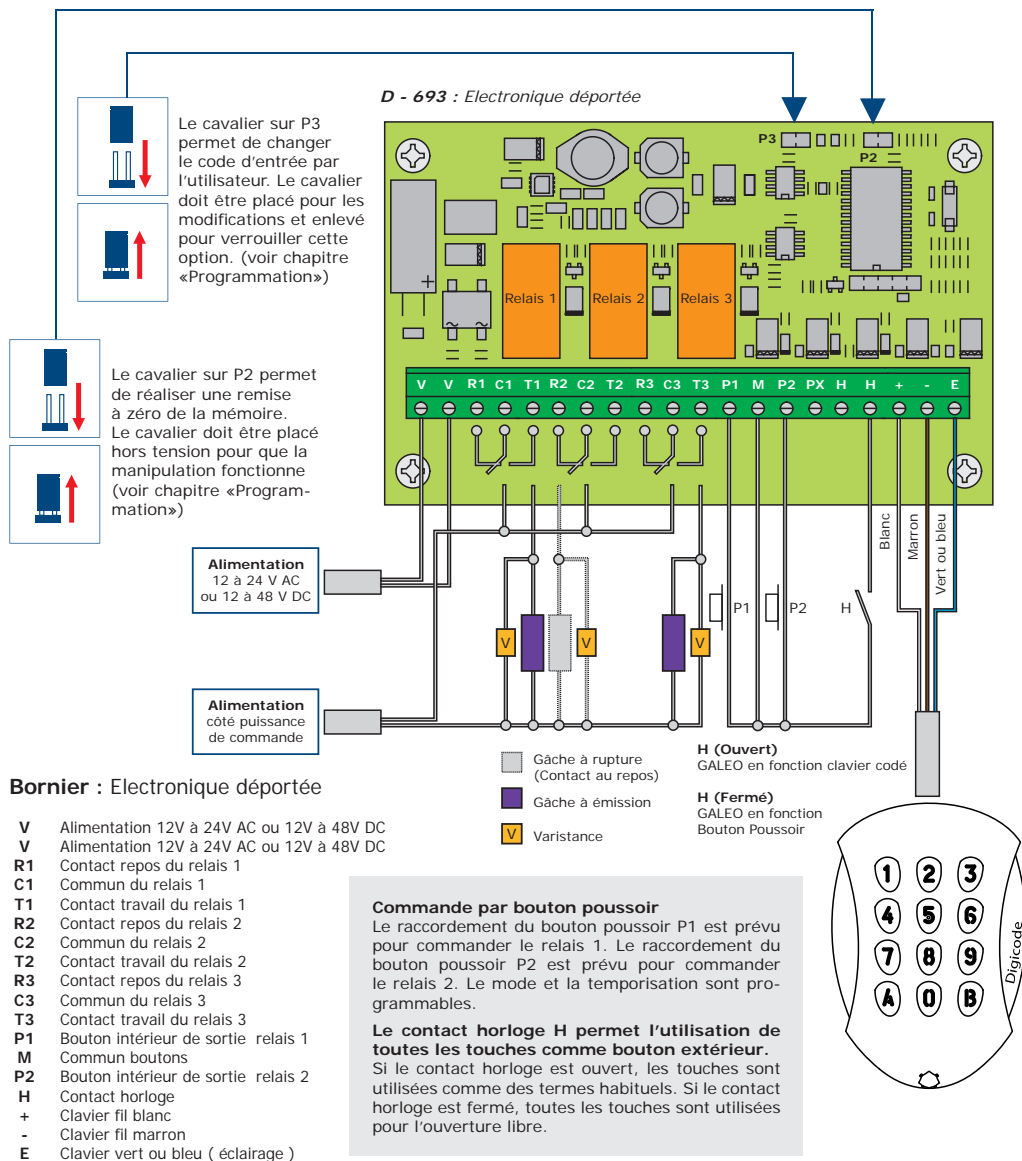 D - 693 : Electronique déportée
Le cavalier sur P3
permet de changer
le code d'entrée par
l'utilisateur. Le cavalier
doit être placé pour les
modifications et enlevé
pour verrouiller cette
option. (voir chapitre
«Programmation»)
P3
P2
Relais 1
Relais 2
Relais 3
Le cavalier sur P2 permet
de réaliser une remise
à zéro de la mémoire.
Le cavalier doit être placé
hors tension pour que la
manipulation fonctionne
(voir chapitre «Program-
mation»)
V V R1 C1 T1 R2 C2 T2 R3 C3 T3 P1 M P2 PX H H + - E
Blanc
Marron
Vert ou bleu
Alimentation
12 à 24 V AC
ou 12 à 48 V DC
P1
P2
H
V
V
V
Alimentation
côté puissance
de commande
Gâche à rupture
(Contact au repos)
Gâche à émission
V Varistance
H (Ouvert)
GALEO en fonction clavier codé
H (Fermé)
GALEO en fonction
Bouton Poussoir
Bornier : Electronique déportée
V Alimentation 12V à 24V AC ou 12V à 48V DC
V Alimentation 12V à 24V AC ou 12V à 48V DC
R1 Contact repos du relais 1
C1 Commun du relais 1
T1 Contact travail du relais 1
R2 Contact repos du relais 2
C2 Commun du relais 2
T2 Contact travail du relais 2
R3 Contact repos du relais 3
C3 Commun du relais 3
T3 Contact travail du relais 3
P1 Bouton intérieur de sortie relais 1
M Commun boutons
P2 Bouton intérieur de sortie relais 2
H Contact horloge
+ Clavier fil blanc
- Clavier fil marron
E Clavier vert ou bleu ( éclairage )
Commande par bouton poussoir
Le raccordement du bouton poussoir P1 est prévu
pour commander le relais 1. Le raccordement du
bouton poussoir P2 est prévu pour commander
le relais 2. Le mode et la temporisation sont pro-
grammables.
Le contact horloge H permet l'utilisation de
toutes les touches comme bouton extérieur.
Si le contact horloge est ouvert, les touches sont
utilisées comme des termes habituels. Si le contact
horloge est fermé, toutes les touches sont utilisées
pour l'ouverture libre.
1 2 3
4 5 6
7 8 9
A 0 B
Digicode